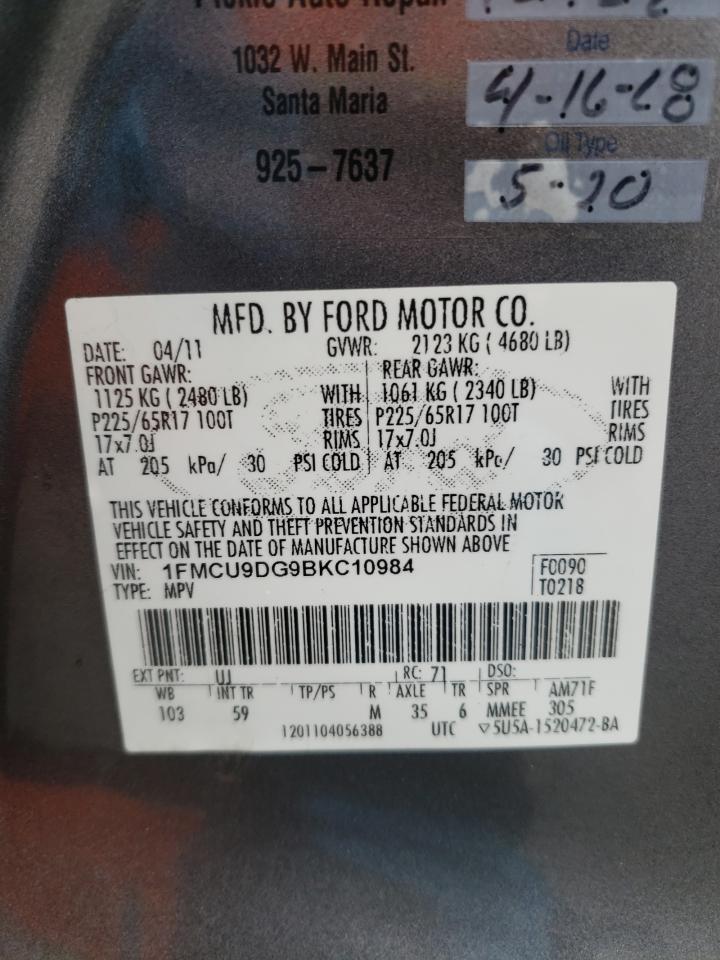 Auto Repair
1032 W. Main St.
Santa Maria
925-7637
Date
4-16-18
Oil Type
5-20
MFD. BY FORD MOTOR CO.
DATE: 04/11 GVWR: 2123 KG ( 4680 LB)
FRONT GAWR: REAR GAWR:
1125 KG ( 2480 LB) WITH 1061 KG ( 2340 LB) WITH
P225/65R17 100T TIRES P225/65R17 100T TIRES
17x7.0J RIMS 17x7.0J RIMS
AT 205 kPa/ 30 PSI COLD AT 205 kPa/ 30 PSI COLD
THIS VEHICLE CONFORMS TO ALL APPLICABLE FEDERAL MOTOR
VEHICLE SAFETY AND THEFT PREVENTION STANDARDS IN
EFFECT ON THE DATE OF MANUFACTURE SHOWN ABOVE
VIN: 1FMCU9DG9BKC10984 F0090
TYPE: MPV T0218
EXT PNT: UJ RC: 71 DSO:
WB INT TR TP/PS R AXLE TR SPR AM71F
103 59 M 35 6 MMEE 305
1201104056388 UTC ▽5U5A-1520472-BA